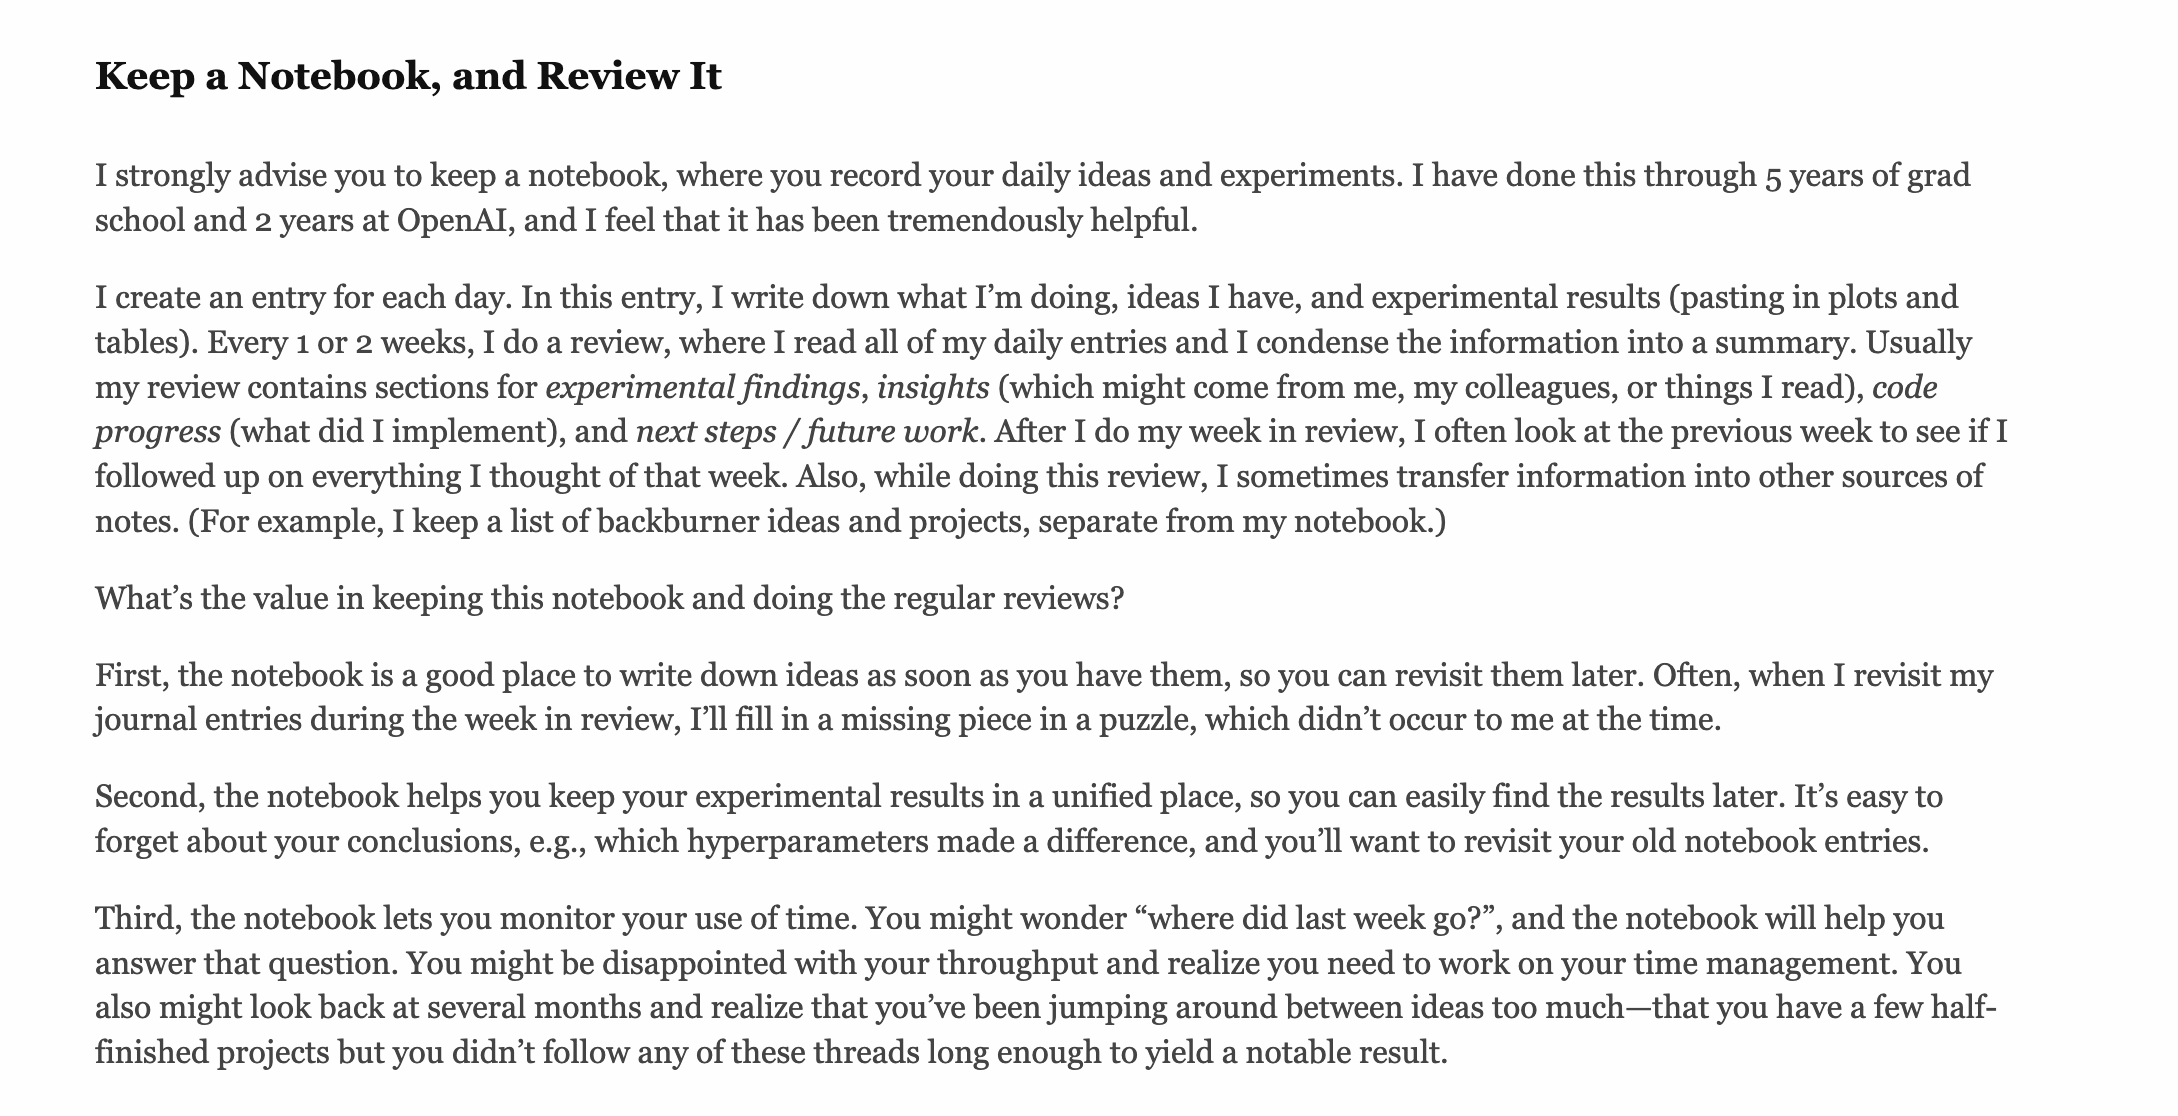 Keep a Notebook, and Review It
I strongly advise you to keep a notebook, where you record your daily ideas and experiments. I have done this through 5 years of grad
school and 2 years at OpenAI, and I feel that it has been tremendously helpful.
I create an entry for each day. In this entry, I write down what I’m doing, ideas I have, and experimental results (pasting in plots and
tables). Every 1 or 2 weeks, I do a review, where I read all of my daily entries and I condense the information into a summary. Usually
my review contains sections for experimental findings, insights (which might come from me, my colleagues, or things I read), code
progress (what did I implement), and next steps / future work. After I do my week in review, I often look at the previous week to see if I
followed up on everything I thought of that week. Also, while doing this review, I sometimes transfer information into other sources of
notes. (For example, I keep a list of backburner ideas and projects, separate from my notebook.)
What’s the value in keeping this notebook and doing the regular reviews?
First, the notebook is a good place to write down ideas as soon as you have them, so you can revisit them later. Often, when I revisit my
journal entries during the week in review, I’ll fill in a missing piece in a puzzle, which didn’t occur to me at the time.
Second, the notebook helps you keep your experimental results in a unified place, so you can easily find the results later. It’s easy to
forget about your conclusions, e.g., which hyperparameters made a difference, and you’ll want to revisit your old notebook entries.
Third, the notebook lets you monitor your use of time. You might wonder “where did last week go?”, and the notebook will help you
answer that question. You might be disappointed with your throughput and realize you need to work on your time management. You
also might look back at several months and realize that you’ve been jumping around between ideas too much—that you have a few half-
finished projects but you didn’t follow any of these threads long enough to yield a notable result.